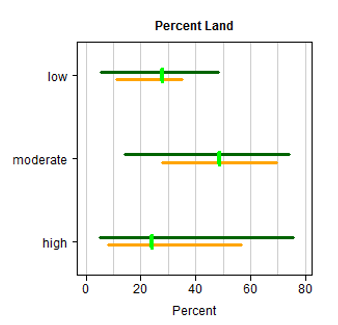 Percent Land
low
moderate
high
0 20 40 60 80
Percent